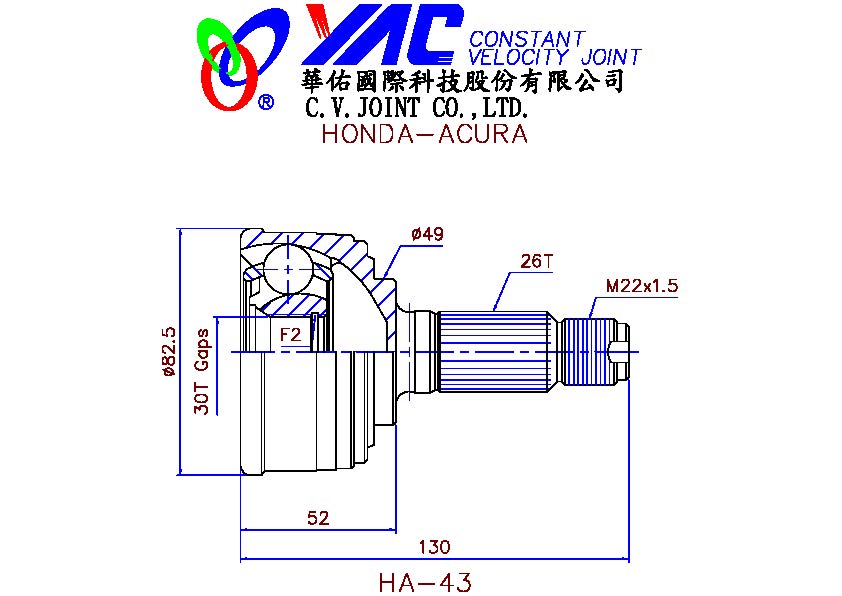 YAC CONSTANT
VELOCITY JOINT
®
華佑國際科技股份有限公司
C.V.JOINT CO.,LTD.
HONDA-ACURA
ø49
26T
M22x1.5
F2
ø82.5
30T Gaps
52
130
HA-43